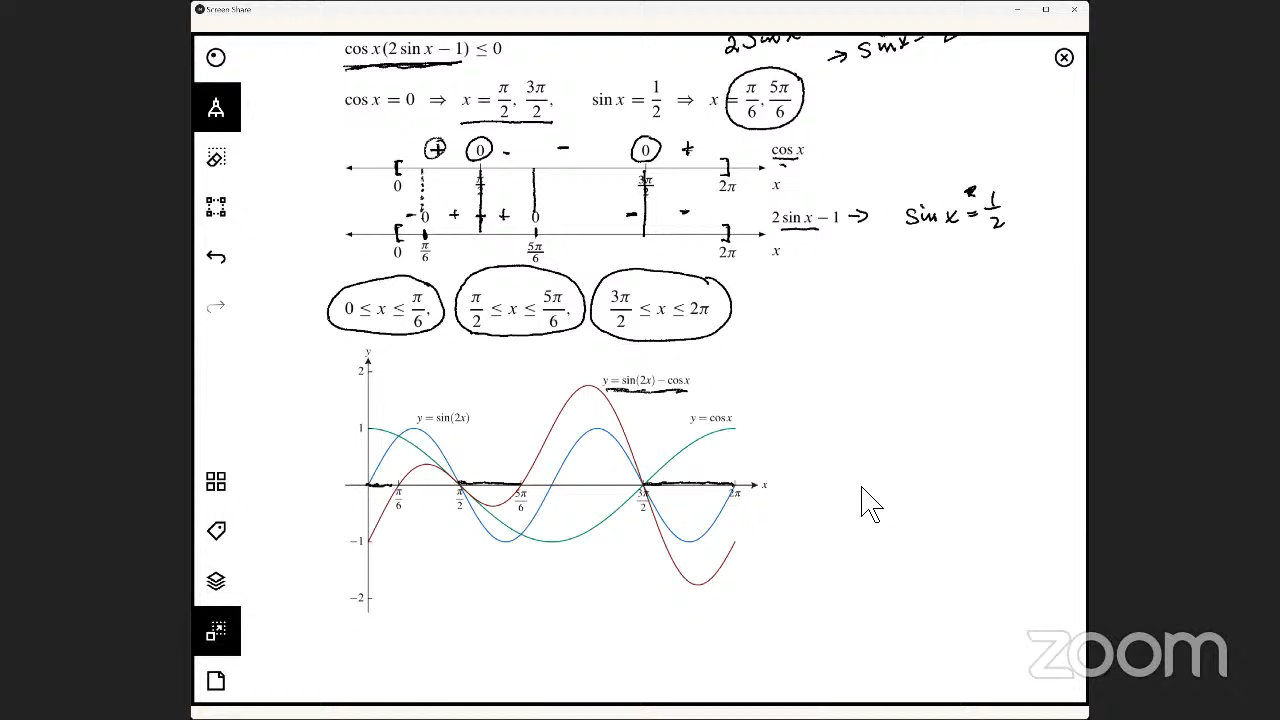 Screen Share
cos x(2 sin x − 1) ≤ 0
2 sin x
→ sin x =
cos x = 0 ⇒ x = π/2, 3π/2, sin x = 1/2 ⇒ x = π/6, 5π/6
+ 0 - - 0 + cos x
[ ]
0 π/2 3π/2 2π x
- 0 + + + 0 - - 2 sin x − 1 → sin x = 1/2
[ ]
0 π/6 5π/6 2π x
0 ≤ x ≤ π/6, π/2 ≤ x ≤ 5π/6, 3π/2 ≤ x ≤ 2π
y
2
y = sin(2x) − cos x
y = sin(2x) y = cos x
1
π/6 π/2 5π/6 3π/2 2π x
−1
−2
zoom